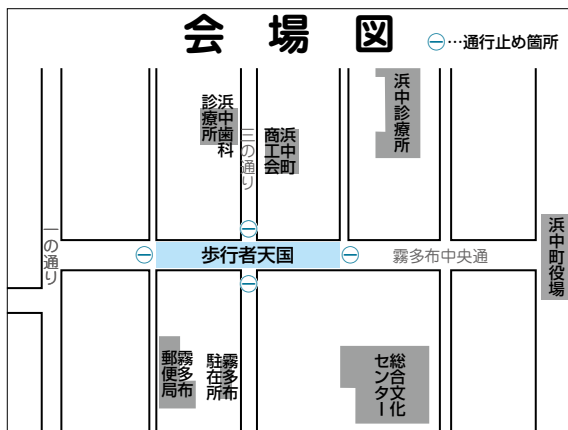 会場図
⊖…通行止め箇所
浜中歯科
診療所
三の通り
浜中町
商工会
浜中診療所
一の通り
歩行者天国
霧多布中央通
浜中町役場
霧多布
郵便局
霧多布
駐在所
総合文化
センター